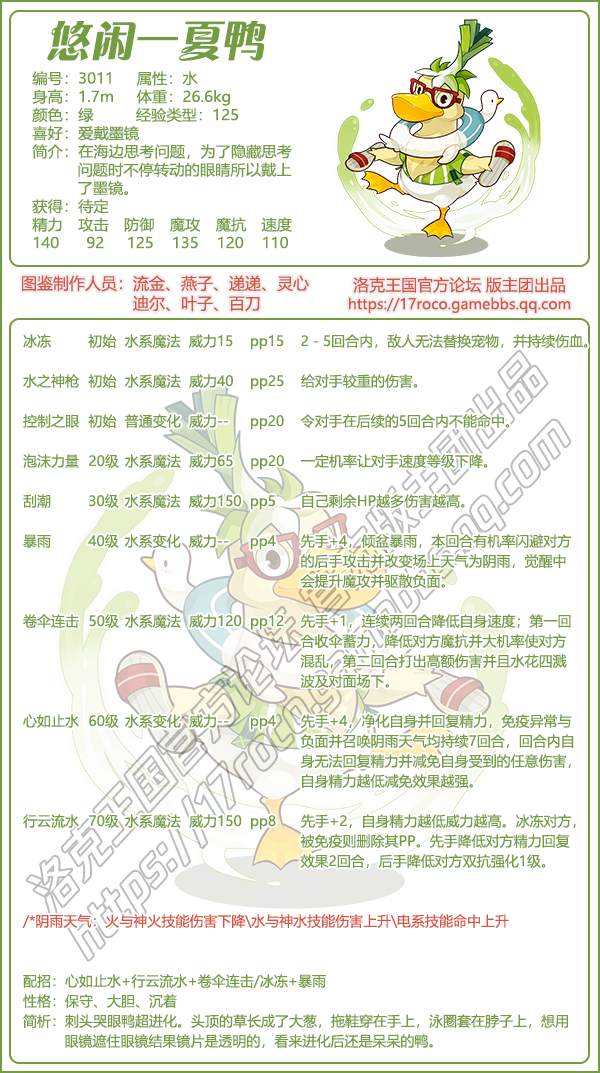 悠闲一夏鸭
编号：3011 属性：水
身高：1.7m 体重：26.6kg
颜色：绿 经验类型：125
喜好：爱戴墨镜
简介：在海边思考问题，为了隐藏思考
问题时不停转动的眼睛所以戴上
了墨镜。
获得：待定
精力 攻击 防御 魔攻 魔抗 速度
140 92 125 135 120 110
图鉴制作人员：流金、燕子、递递、灵心
迪尔、叶子、百刀
洛克王国官方论坛 版主团出品
https://17roco.gamebbs.qq.com
冰冻 初始 水系魔法 威力15 pp15 2－5回合内，敌人无法替换宠物，并持续伤血。
水之神枪 初始 水系魔法 威力40 pp25 给对手较重的伤害。
控制之眼 初始 普通变化 威力-- pp20 令对手在后续的5回合内不能命中。
泡沫力量 20级 水系魔法 威力65 pp20 一定机率让对手速度等级下降。
刮潮 30级 水系魔法 威力150 pp5 自己剩余HP越多伤害越高。
暴雨 40级 水系变化 威力-- pp4 先手+4，倾盆暴雨，本回合有机率闪避对方
的后手攻击并改变场上天气为阴雨，觉醒中
会提升魔攻并驱散负面。
卷伞连击 50级 水系魔法 威力120 pp12 先手+1，连续两回合降低自身速度；第一回
合收伞蓄力，降低对方魔抗并大机率使对方
混乱，第二回合打出高额伤害并且水花四溅
波及对面场下。
心如止水 60级 水系变化 威力-- pp4 先手+4，净化自身并回复精力，免疫异常与
负面并召唤阴雨天气均持续7回合，回合内自
身无法回复精力并减免自身受到的任意伤害，
自身精力越低减免效果越强。
行云流水 70级 水系魔法 威力150 pp8 先手+2，自身精力越低威力越高。冰冻对方，
被免疫则删除其PP。先手降低对方精力回复
效果2回合，后手降低对方双抗强化1级。
/*阴雨天气：火与神火技能伤害下降\水与神水技能伤害上升\电系技能命中上升
配招：心如止水+行云流水+卷伞连击/冰冻+暴雨
性格：保守、大胆、沉着
简析：刺头哭眼鸭超进化。头顶的草长成了大葱，拖鞋穿在手上，泳圈套在脖子上，想用
眼镜遮住眼镜结果镜片是透明的，看来进化后还是呆呆的鸭。
洛克王国官方论坛 版主团出品
https://17roco.gamebbs.qq.com